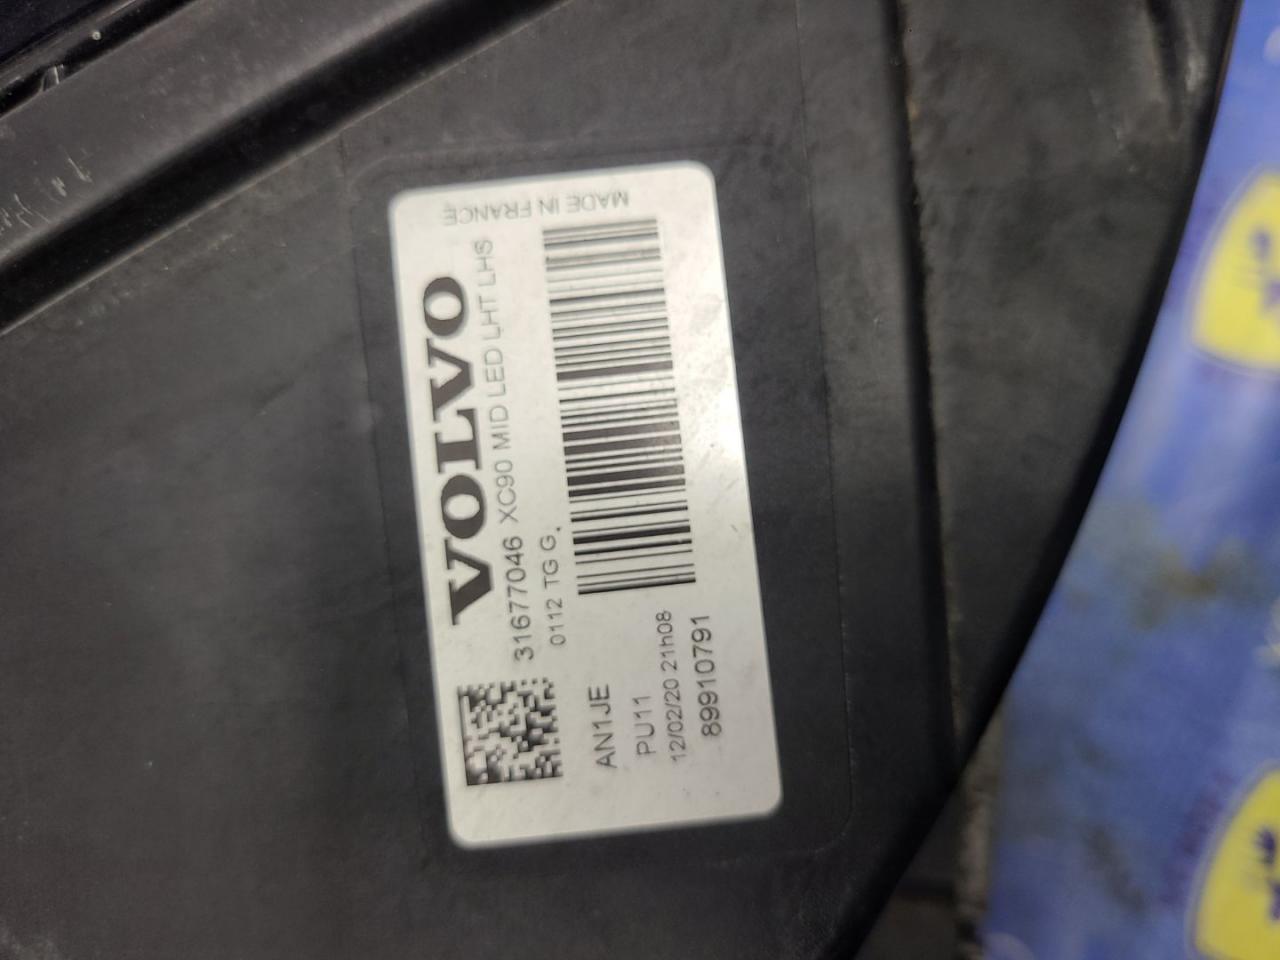 VOLVO
31677046 XC90 MID LED LHT LHS
0112 TG G.
MADE IN FRANCE
AN1JE
PU11
12/02/20 21h08
89910791